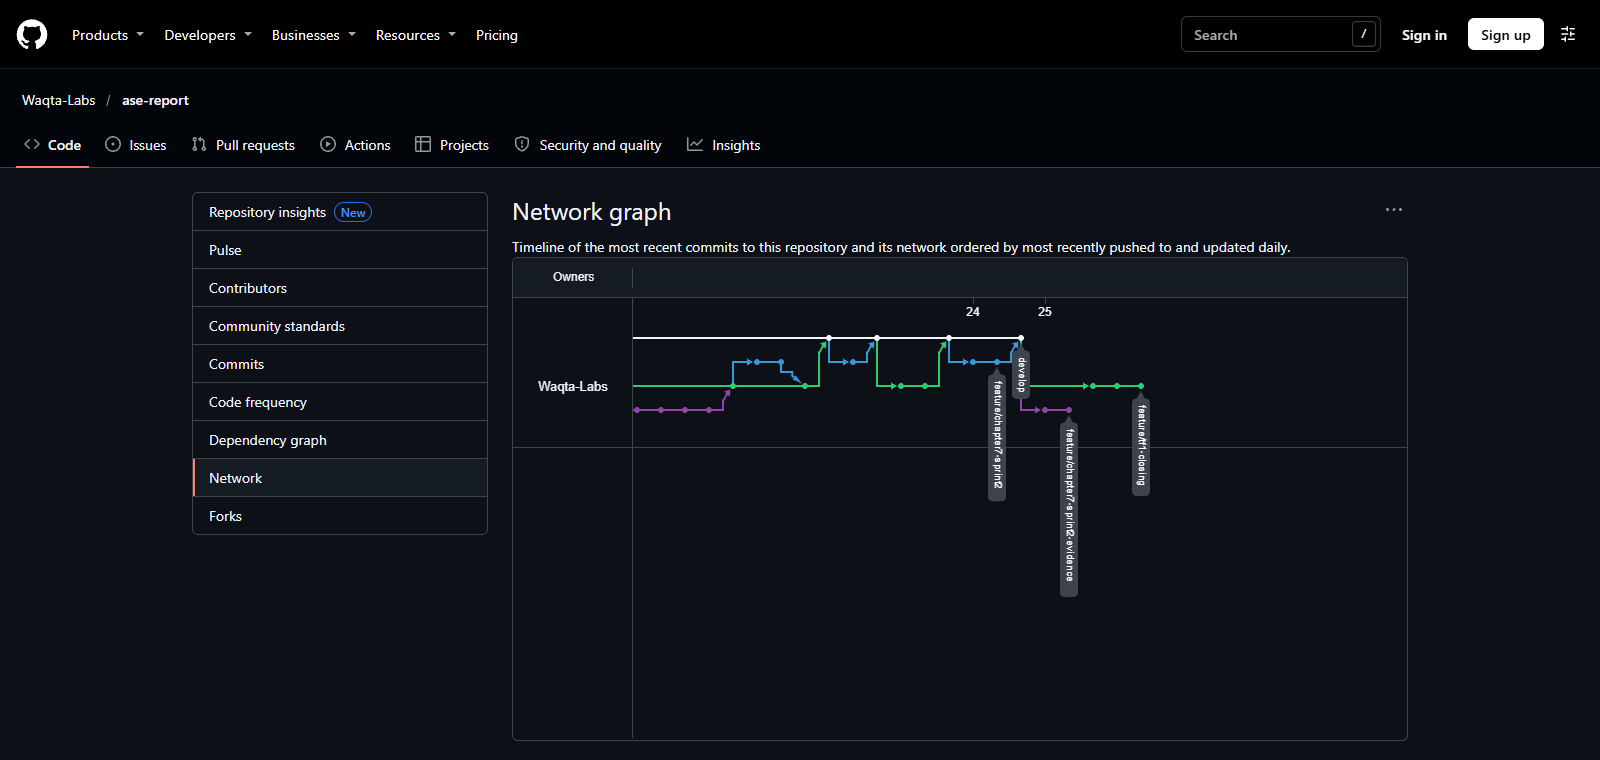 Products
Developers
Businesses
Resources
Pricing
Search
/
Sign in
Sign up
Waqta-Labs / ase-report
Code
Issues
Pull requests
Actions
Projects
Security and quality
Insights
Repository insights New
Pulse
Contributors
Community standards
Commits
Code frequency
Dependency graph
Network
Forks
Network graph
Timeline of the most recent commits to this repository and its network ordered by most recently pushed to and updated daily.
Owners
24
25
Waqta-Labs
develop
feature/chapter7-sprint2
feature/chapter7-sprint2-evidence
feature/tf1-closing